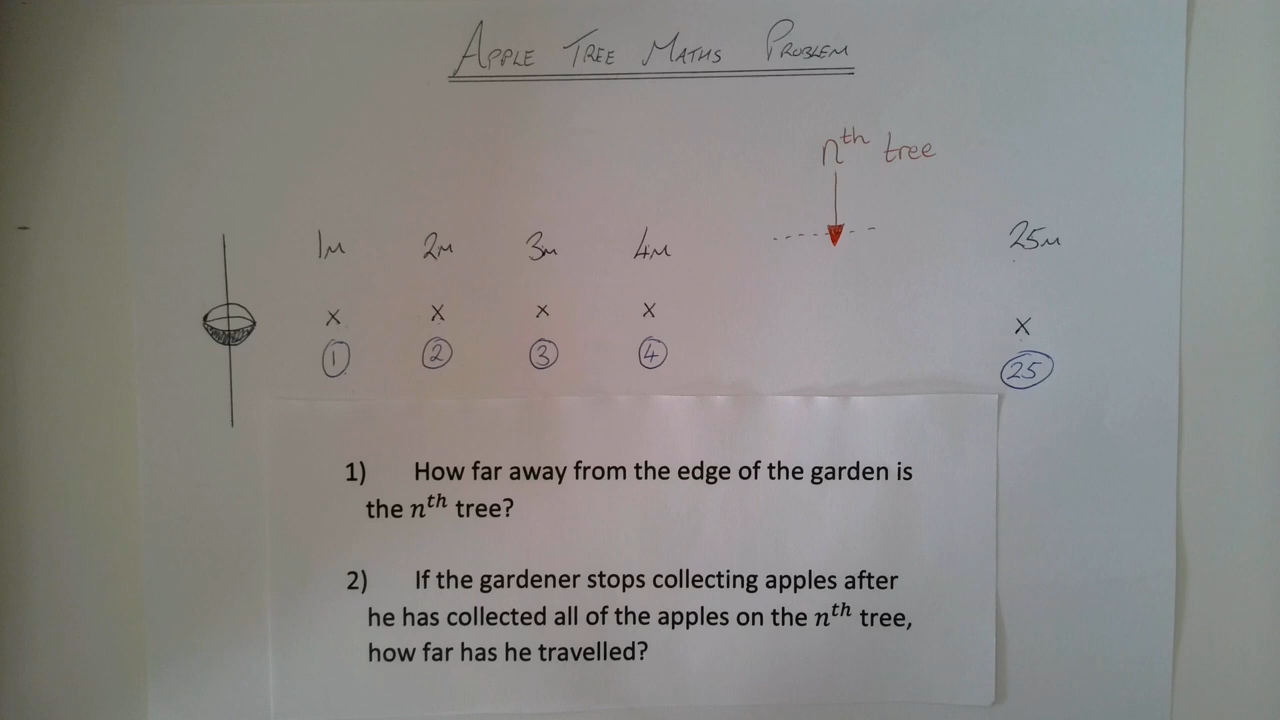 APPLE TREE MATHS PROBLEM
nth tree
1M 2M 3M 4M 25M
x x x x x
1 2 3 4 25
1) How far away from the edge of the garden is
the nth tree?
2) If the gardener stops collecting apples after
he has collected all of the apples on the nth tree,
how far has he travelled?